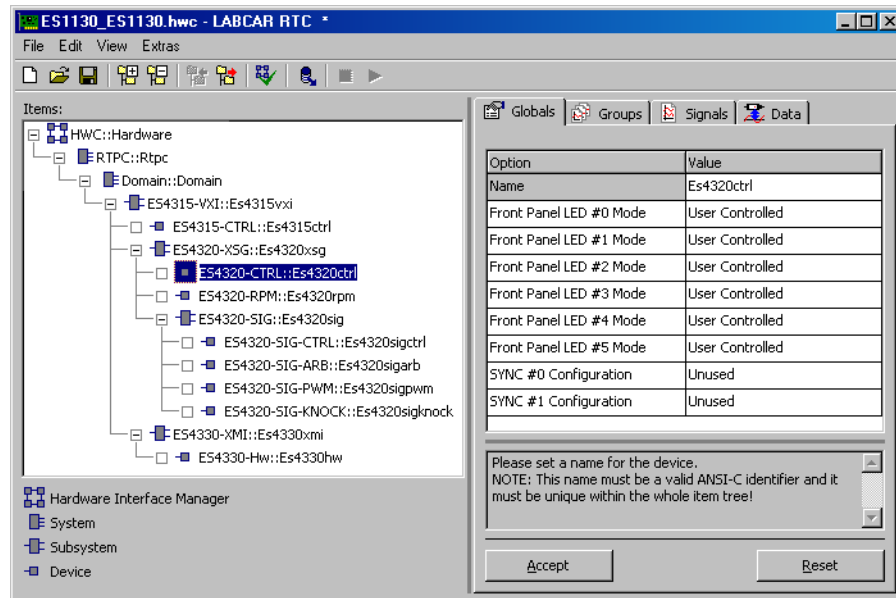 ES1130_ES1130.hwc - LABCAR RTC *
File Edit View Extras
Items:
HWC::Hardware
RTPC::Rtpc
Domain::Domain
ES4315-VXI::Es4315vxi
ES4315-CTRL::Es4315ctrl
ES4320-XSG::Es4320xsg
ES4320-CTRL::Es4320ctrl
ES4320-RPM::Es4320rpm
ES4320-SIG::Es4320sig
ES4320-SIG-CTRL::Es4320sigctrl
ES4320-SIG-ARB::Es4320sigarb
ES4320-SIG-PWM::Es4320sigpwm
ES4320-SIG-KNOCK::Es4320sigknock
ES4330-XMI::Es4330xmi
ES4330-Hw::Es4330hw
Hardware Interface Manager
System
Subsystem
Device
Globals Groups Signals Data
Option Value
Name Es4320ctrl
Front Panel LED #0 Mode User Controlled
Front Panel LED #1 Mode User Controlled
Front Panel LED #2 Mode User Controlled
Front Panel LED #3 Mode User Controlled
Front Panel LED #4 Mode User Controlled
Front Panel LED #5 Mode User Controlled
SYNC #0 Configuration Unused
SYNC #1 Configuration Unused
Please set a name for the device.
NOTE: This name must be a valid ANSI-C identifier and it
must be unique within the whole item tree!
Accept Reset